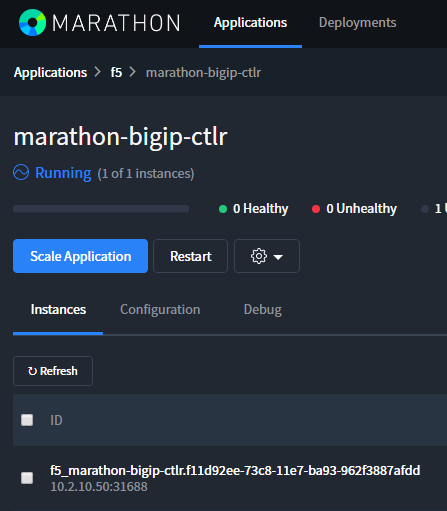 MARATHON Applications Deployments
Applications > f5 > marathon-bigip-ctlr
marathon-bigip-ctlr
Running (1 of 1 instances)
0 Healthy 0 Unhealthy 1
Scale Application Restart
Instances Configuration Debug
↻ Refresh
ID
f5_marathon-bigip-ctlr.f11d92ee-73c8-11e7-ba93-962f3887afdd
10.2.10.50:31688